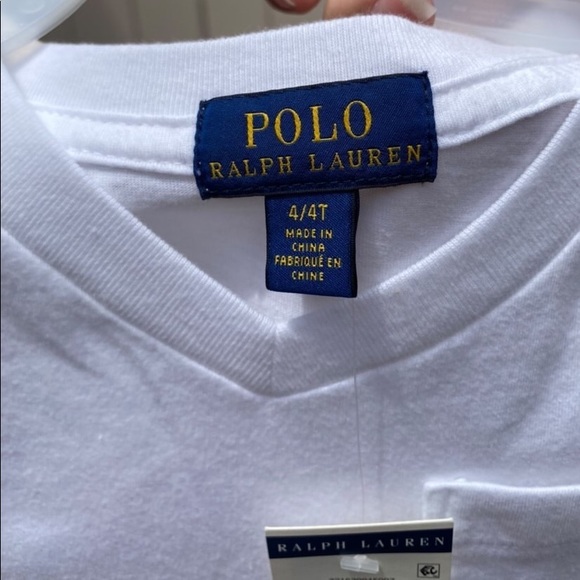 POLO
RALPH LAUREN
4/4T
MADE IN
CHINA
FABRIQUÉ EN
CHINE
RALPH LAUREN